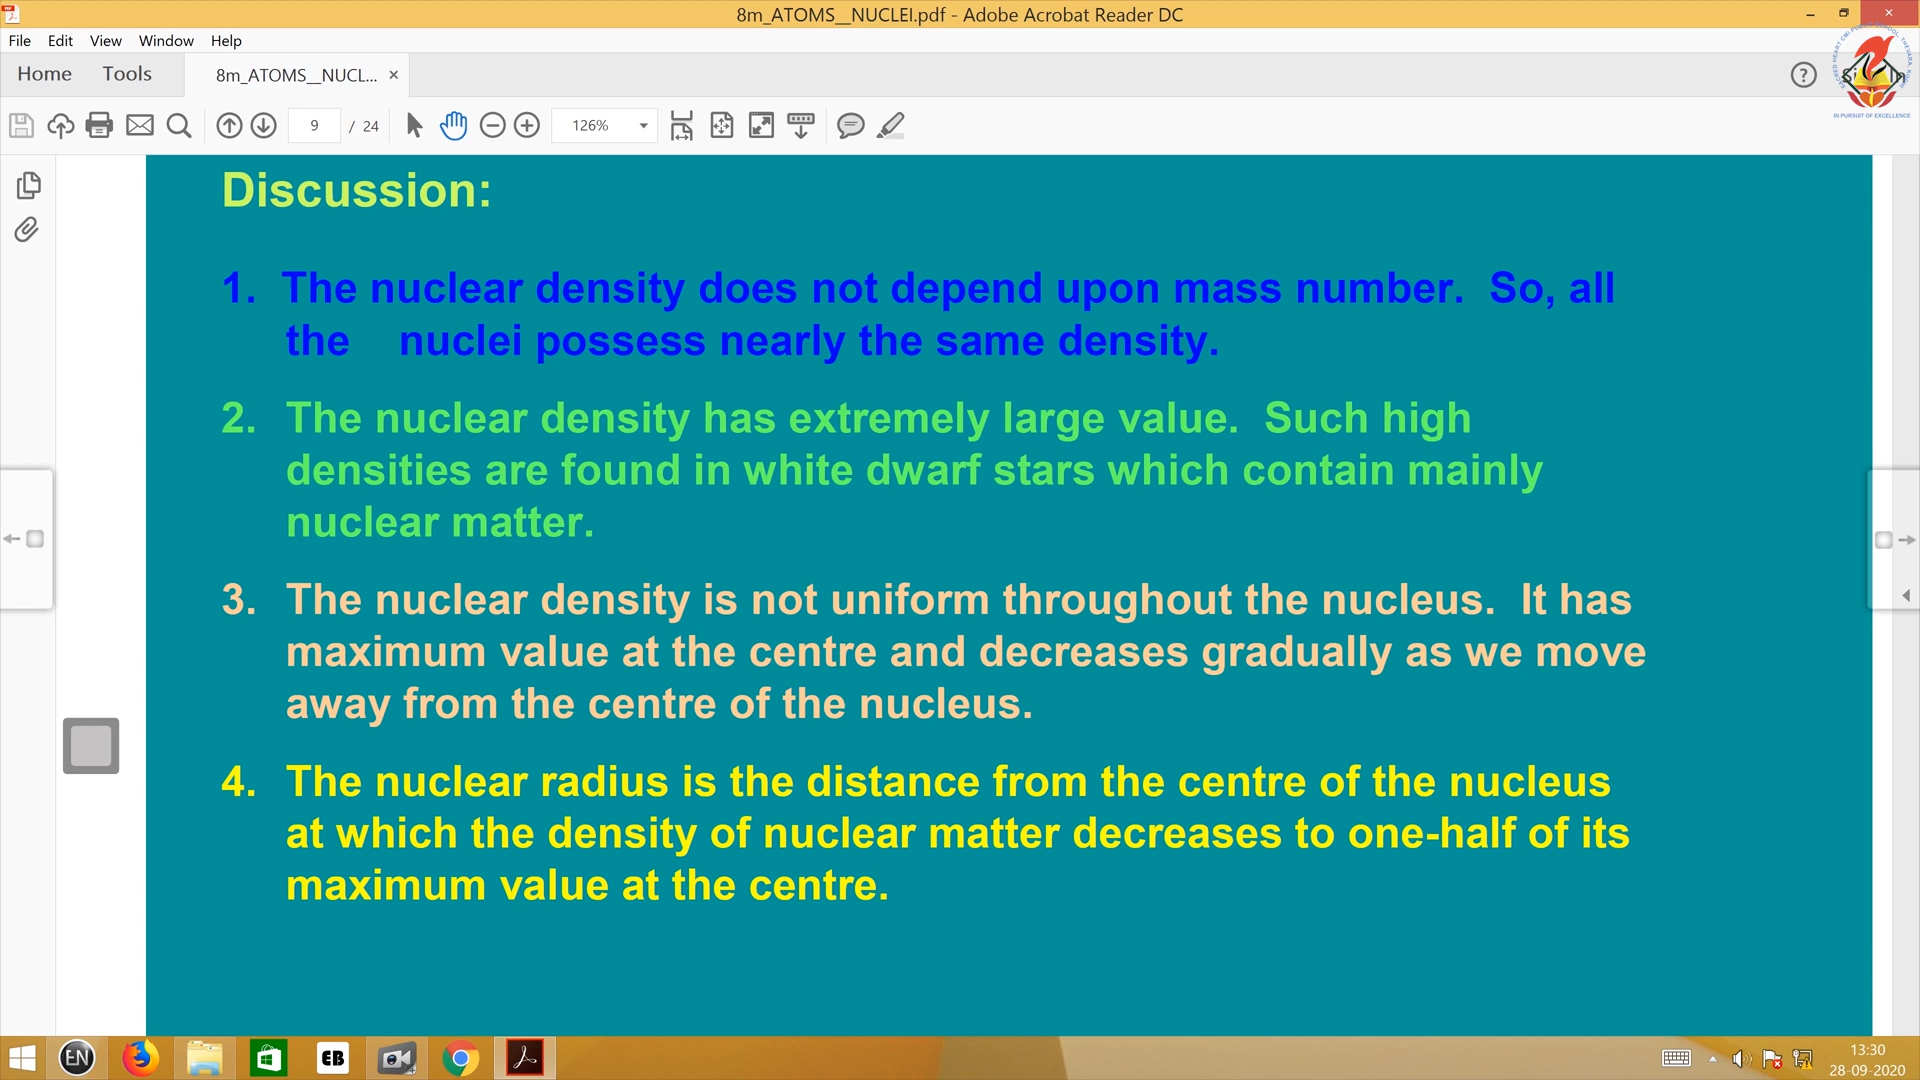 8m_ATOMS__NUCLEI.pdf - Adobe Acrobat Reader DC
File Edit View Window Help
Home Tools 8m_ATOMS__NUCL... ×
9 / 24 126%
IN PURSUIT OF EXCELLENCE
Discussion:
1. The nuclear density does not depend upon mass number. So, all
the nuclei possess nearly the same density.
2. The nuclear density has extremely large value. Such high
densities are found in white dwarf stars which contain mainly
nuclear matter.
3. The nuclear density is not uniform throughout the nucleus. It has
maximum value at the centre and decreases gradually as we move
away from the centre of the nucleus.
4. The nuclear radius is the distance from the centre of the nucleus
at which the density of nuclear matter decreases to one-half of its
maximum value at the centre.
EN
EB
13:30
28-09-2020